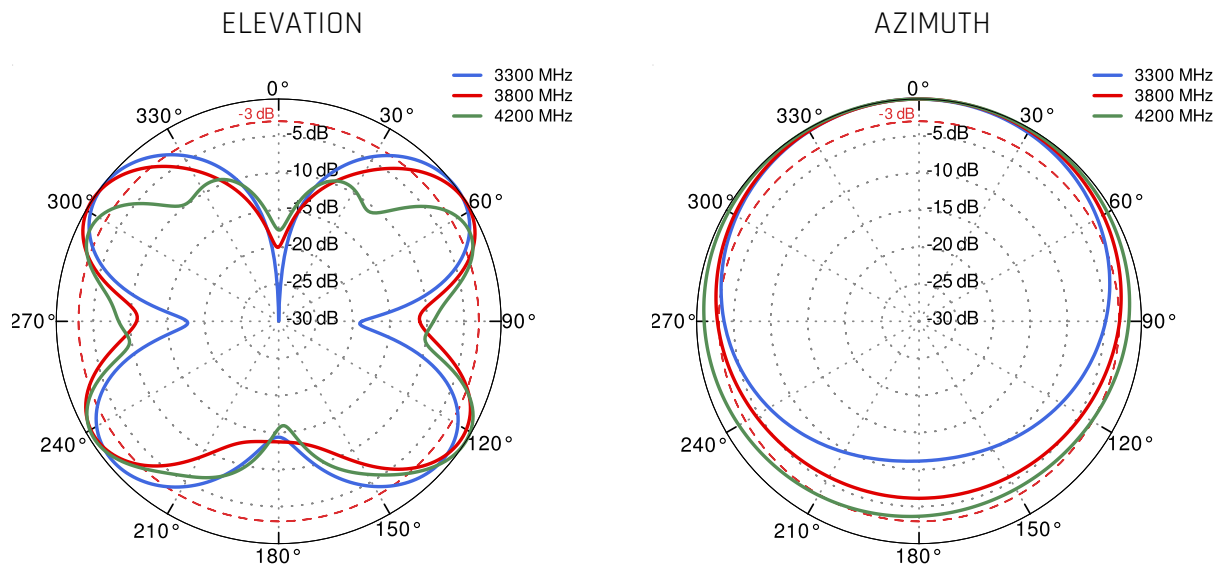 ELEVATION
AZIMUTH
3300 MHz
3800 MHz
4200 MHz
0°
330°
30°
300°
60°
270°
90°
240°
120°
210°
150°
180°
-3 dB
-5 dB
-10 dB
-15 dB
-20 dB
-25 dB
-30 dB
3300 MHz
3800 MHz
4200 MHz
0°
330°
30°
300°
60°
270°
90°
240°
120°
210°
150°
180°
-3 dB
-5 dB
-10 dB
-15 dB
-20 dB
-25 dB
-30 dB